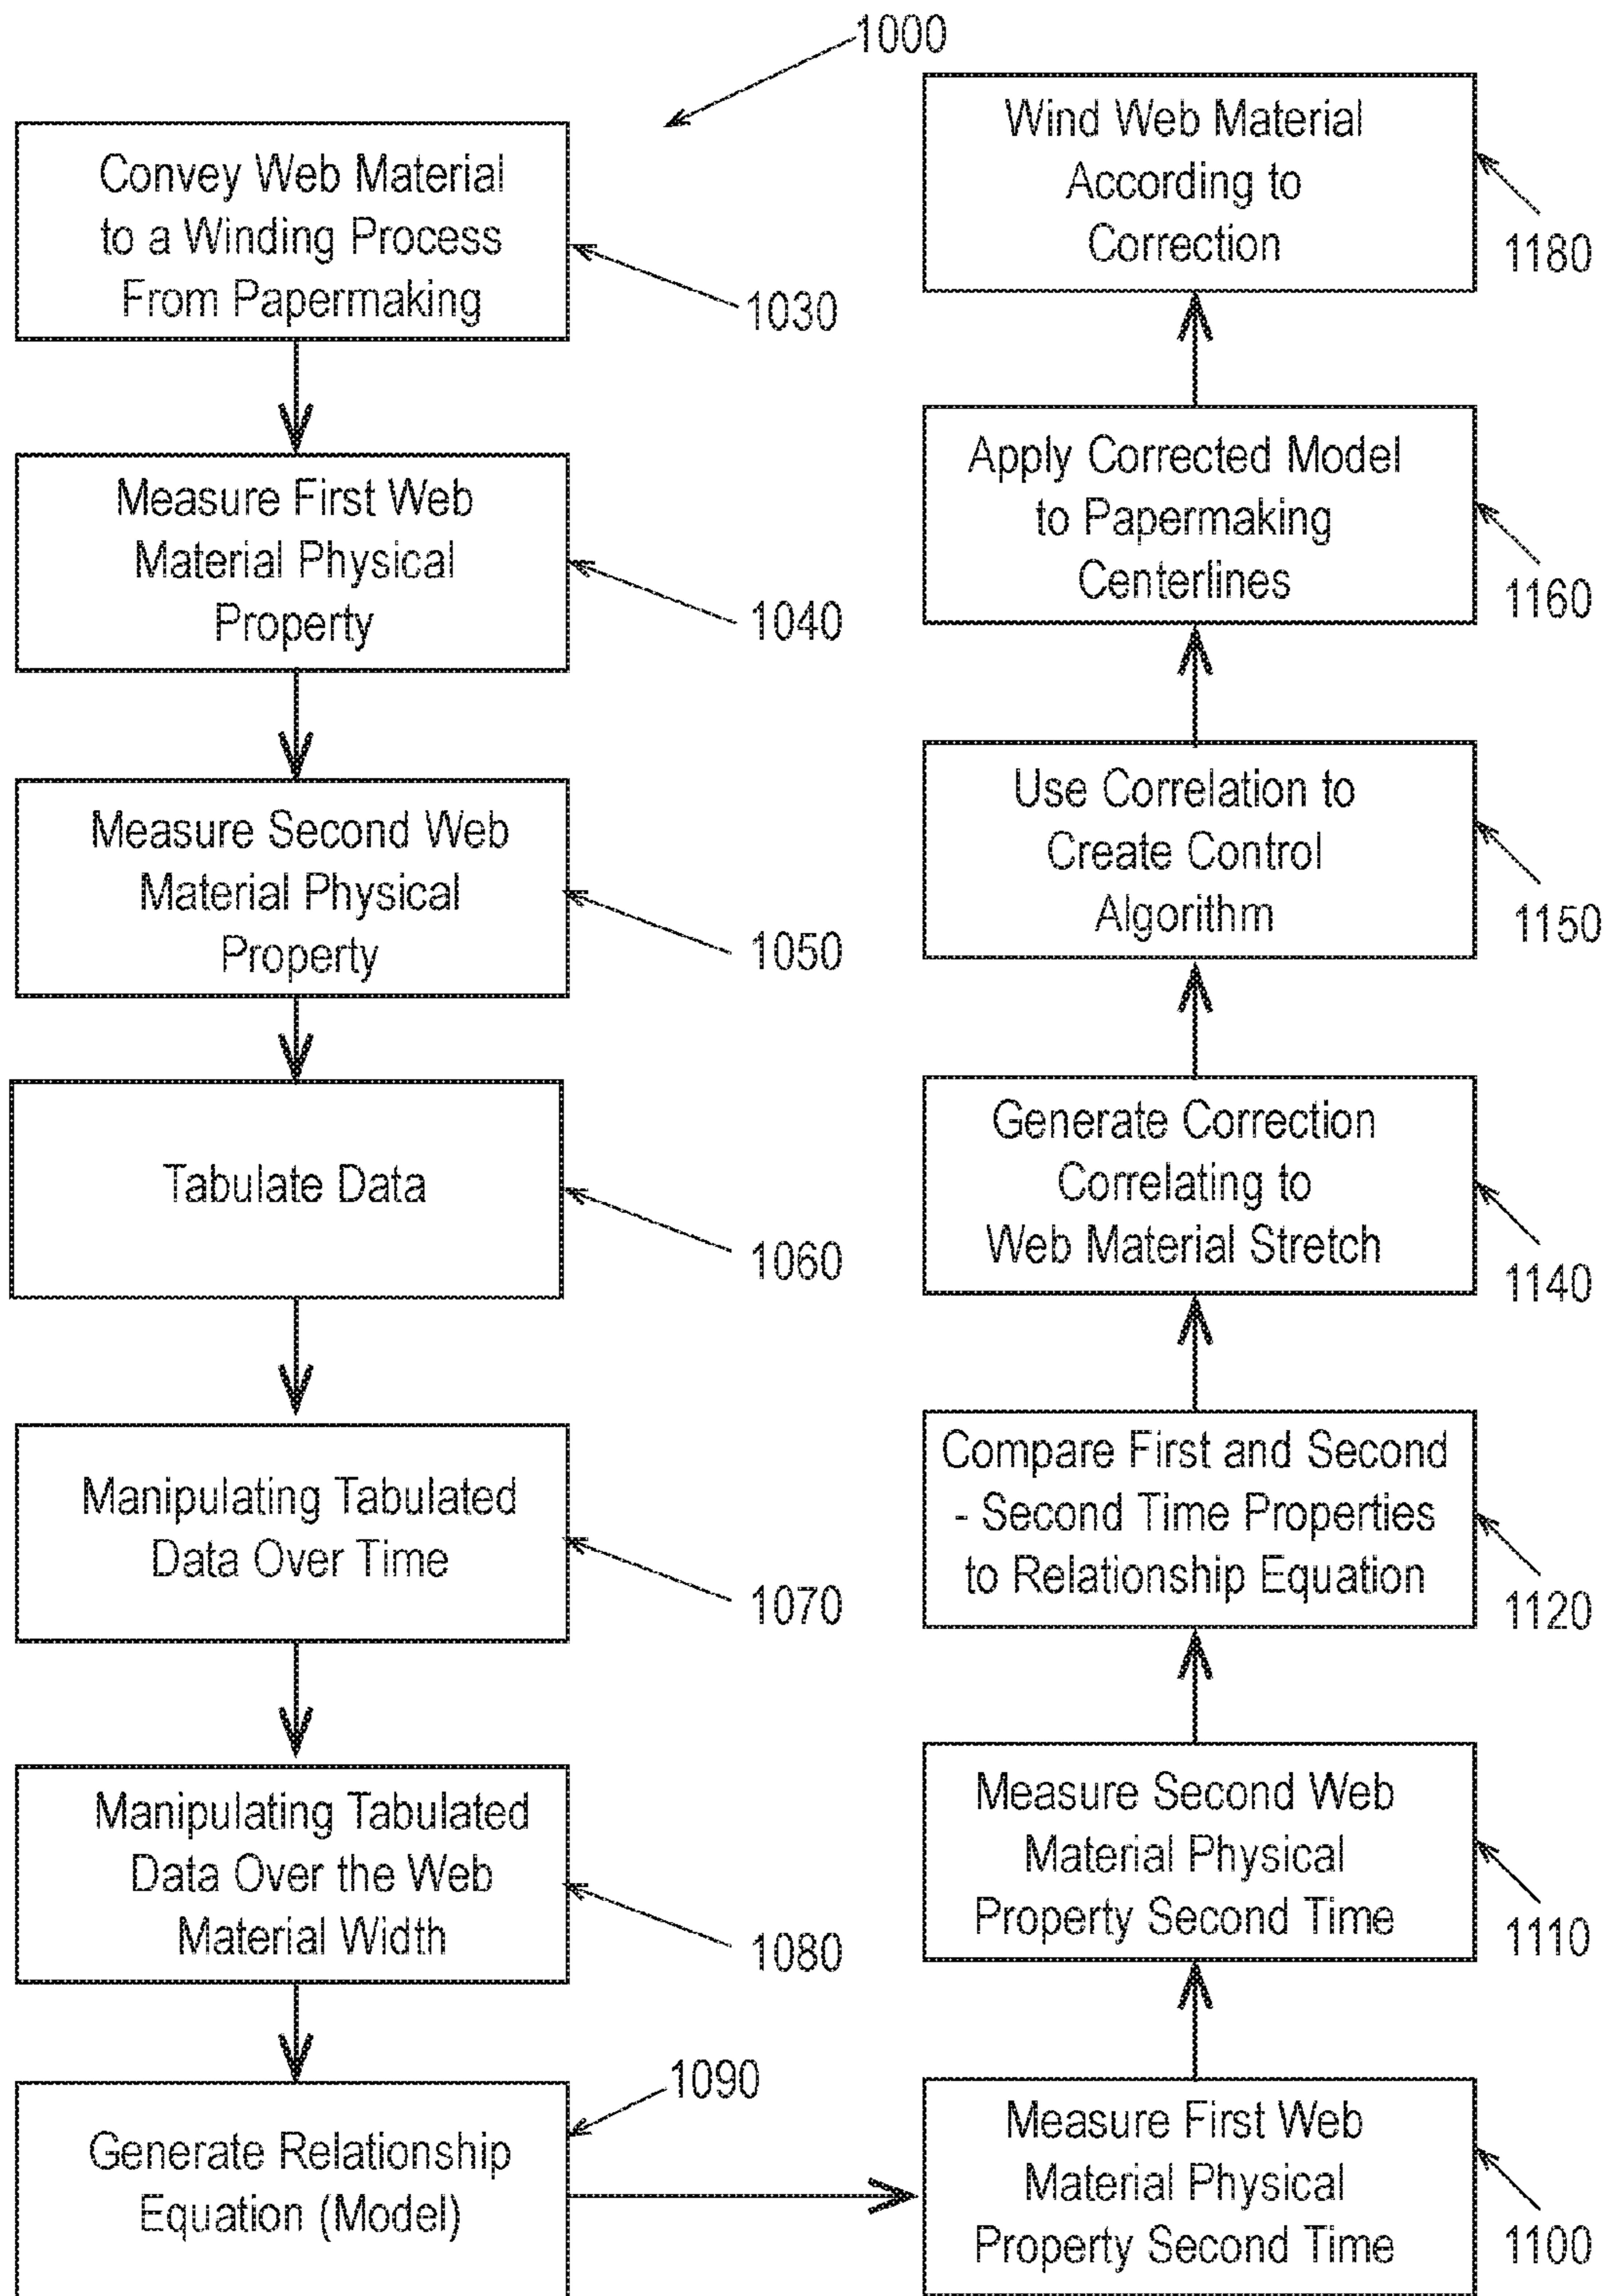 1000
Convey Web Material
to a Winding Process
From Papermaking
1030
Measure First Web
Material Physical
Property
1040
Measure Second Web
Material Physical
Property
1050
Tabulate Data
1060
Manipulating Tabulated
Data Over Time
1070
Manipulating Tabulated
Data Over the Web
Material Width
1080
Generate Relationship
Equation (Model)
1090
Measure First Web
Material Physical
Property Second Time
1100
Measure Second Web
Material Physical
Property Second Time
1110
Compare First and Second
- Second Time Properties
to Relationship Equation
1120
Generate Correction
Correlating to
Web Material Stretch
1140
Use Correlation to
Create Control
Algorithm
1150
Apply Corrected Model
to Papermaking
Centerlines
1160
Wind Web Material
According to
Correction
1180